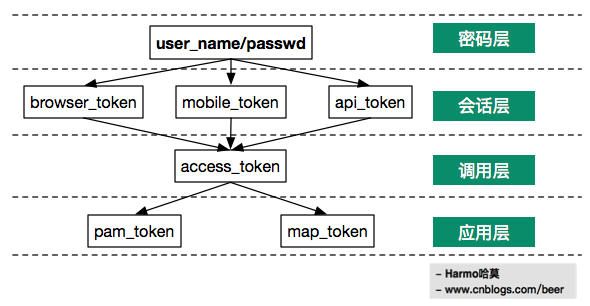 user_name/passwd
密码层
browser_token
mobile_token
api_token
会话层
access_token
调用层
pam_token
map_token
应用层
– Harmo哈莫
– www.cnblogs.com/beer